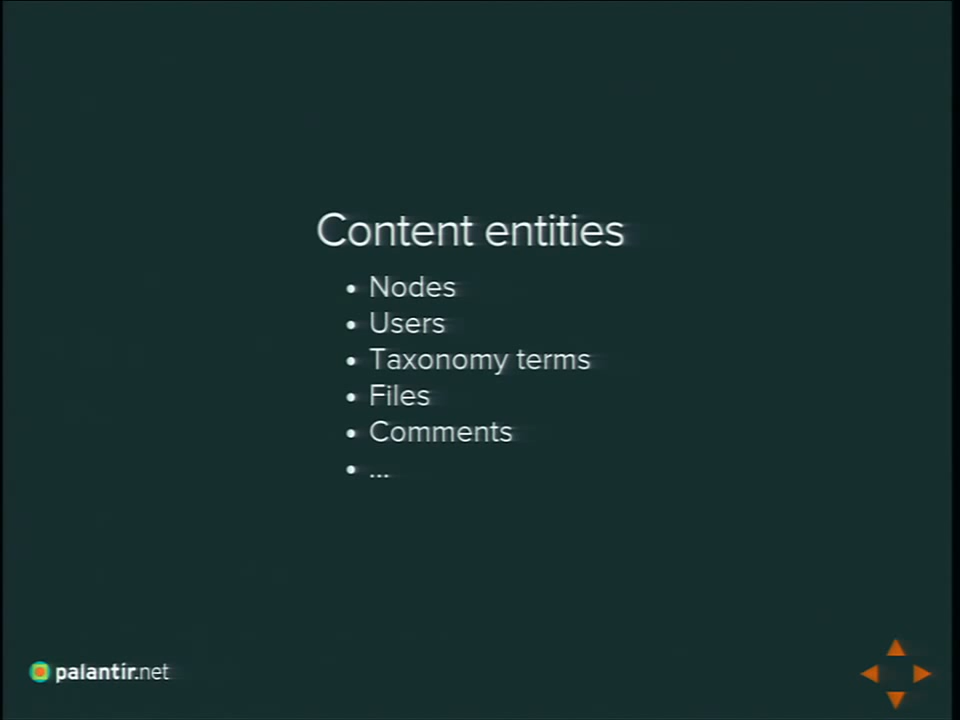 Content entities
• Nodes
• Users
• Taxonomy terms
• Files
• Comments
• ...
palantir.net